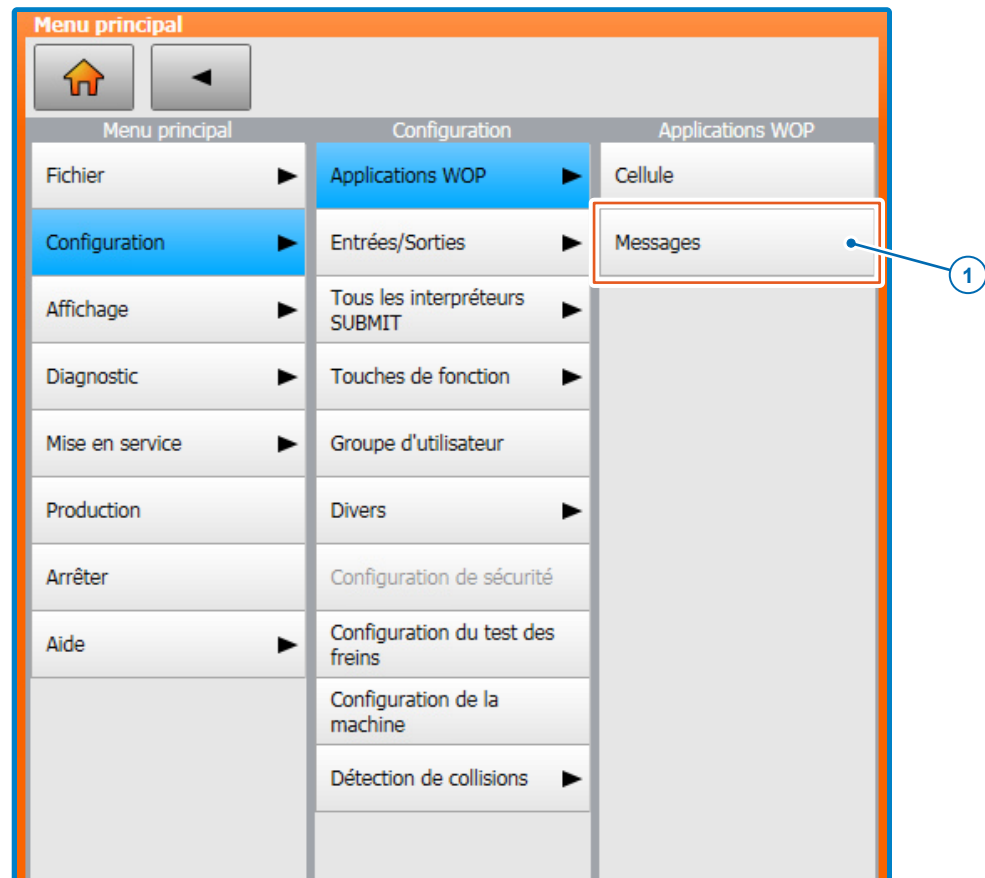 Menu principal
Menu principal
Fichier
Configuration
Affichage
Diagnostic
Mise en service
Production
Arrêter
Aide
Configuration
Applications WOP
Entrées/Sorties
Tous les interpréteurs
SUBMIT
Touches de fonction
Groupe d'utilisateur
Divers
Configuration de sécurité
Configuration du test des
freins
Configuration de la
machine
Détection de collisions
Applications WOP
Cellule
Messages
1